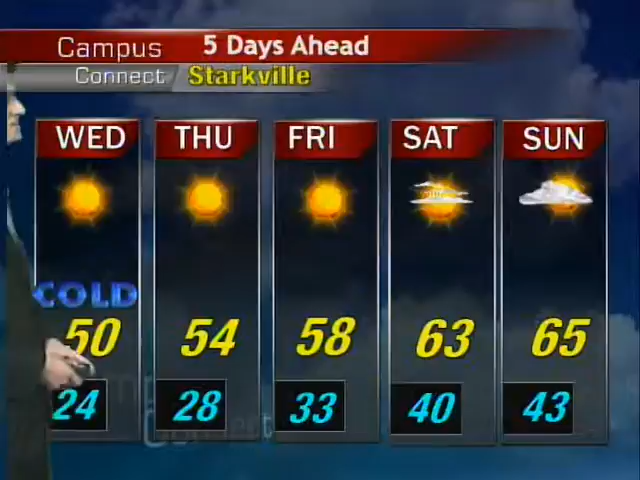 Campus 5 Days Ahead
Connect Starkville
WED THU FRI SAT SUN
COLD
50 54 58 63 65
24 28 33 40 43
Connect